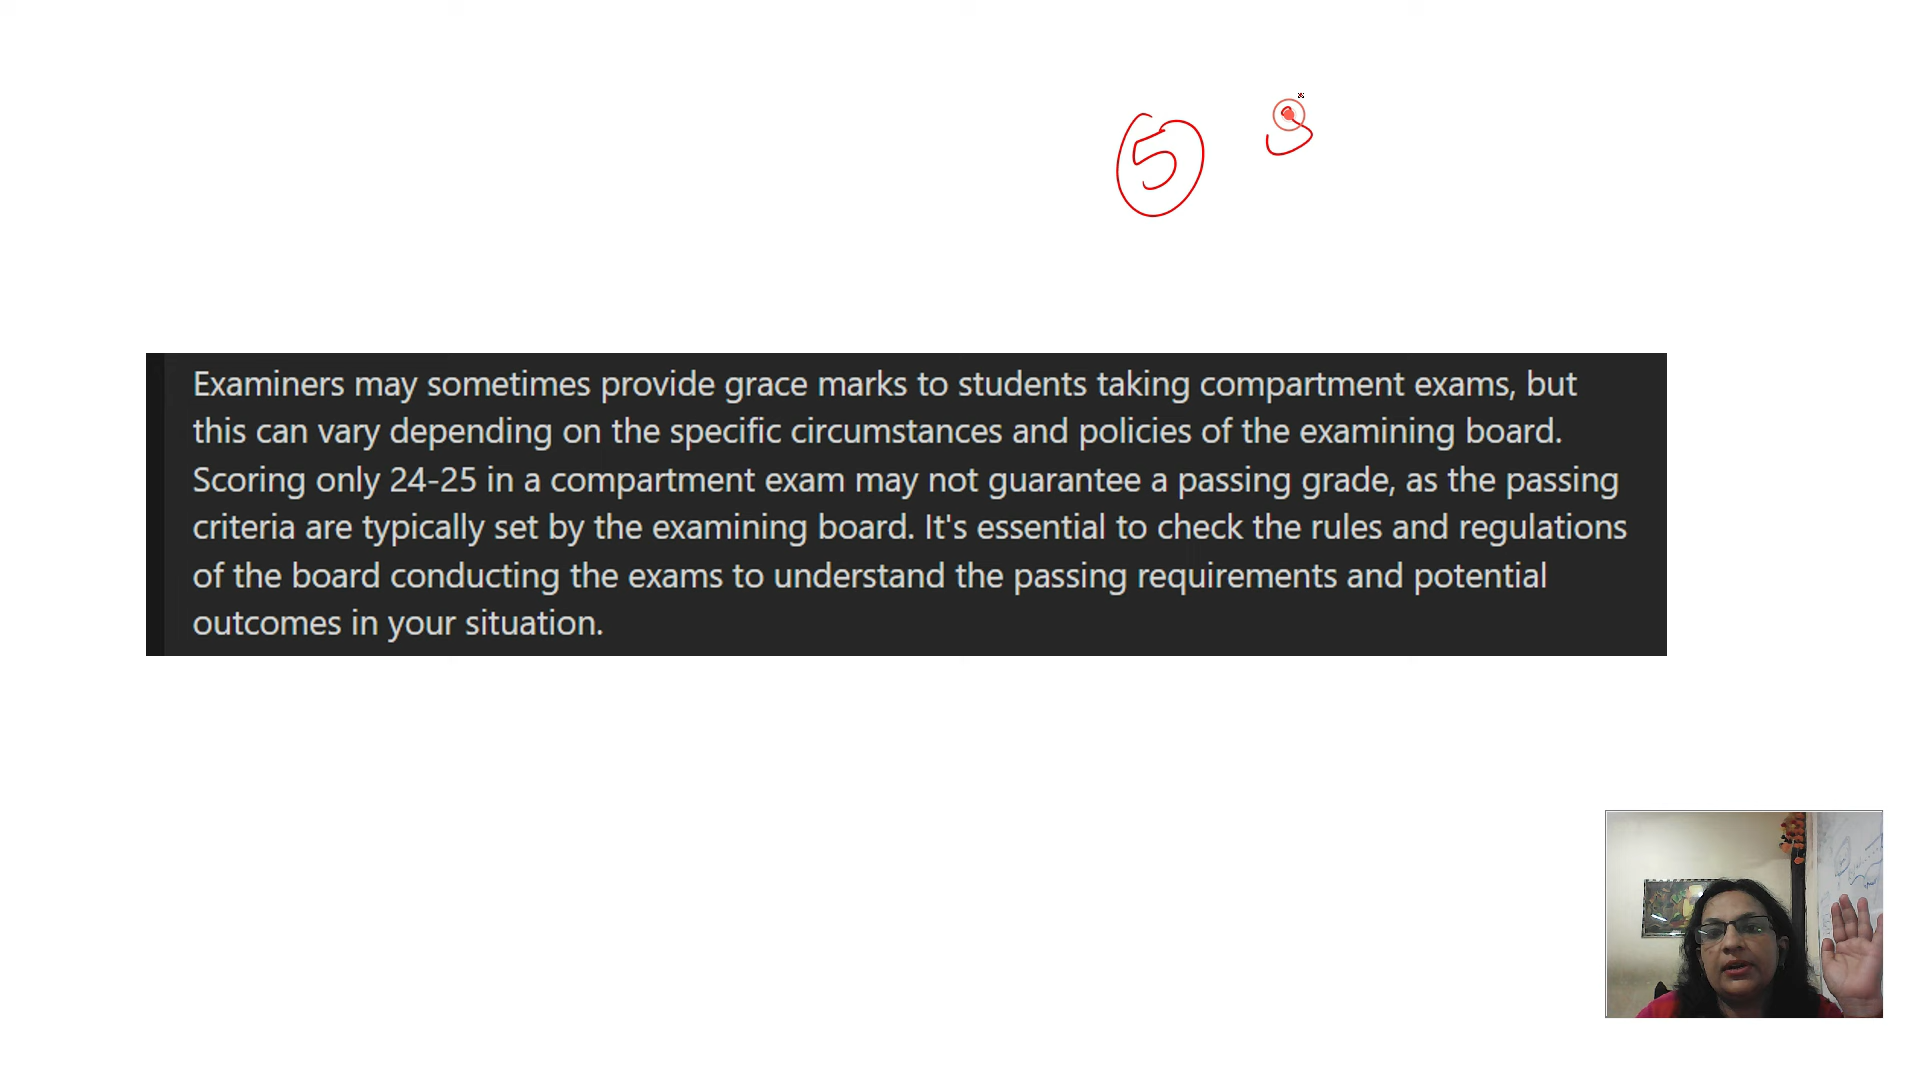 5
Examiners may sometimes provide grace marks to students taking compartment exams, but
this can vary depending on the specific circumstances and policies of the examining board.
Scoring only 24-25 in a compartment exam may not guarantee a passing grade, as the passing
criteria are typically set by the examining board. It's essential to check the rules and regulations
of the board conducting the exams to understand the passing requirements and potential
outcomes in your situation.